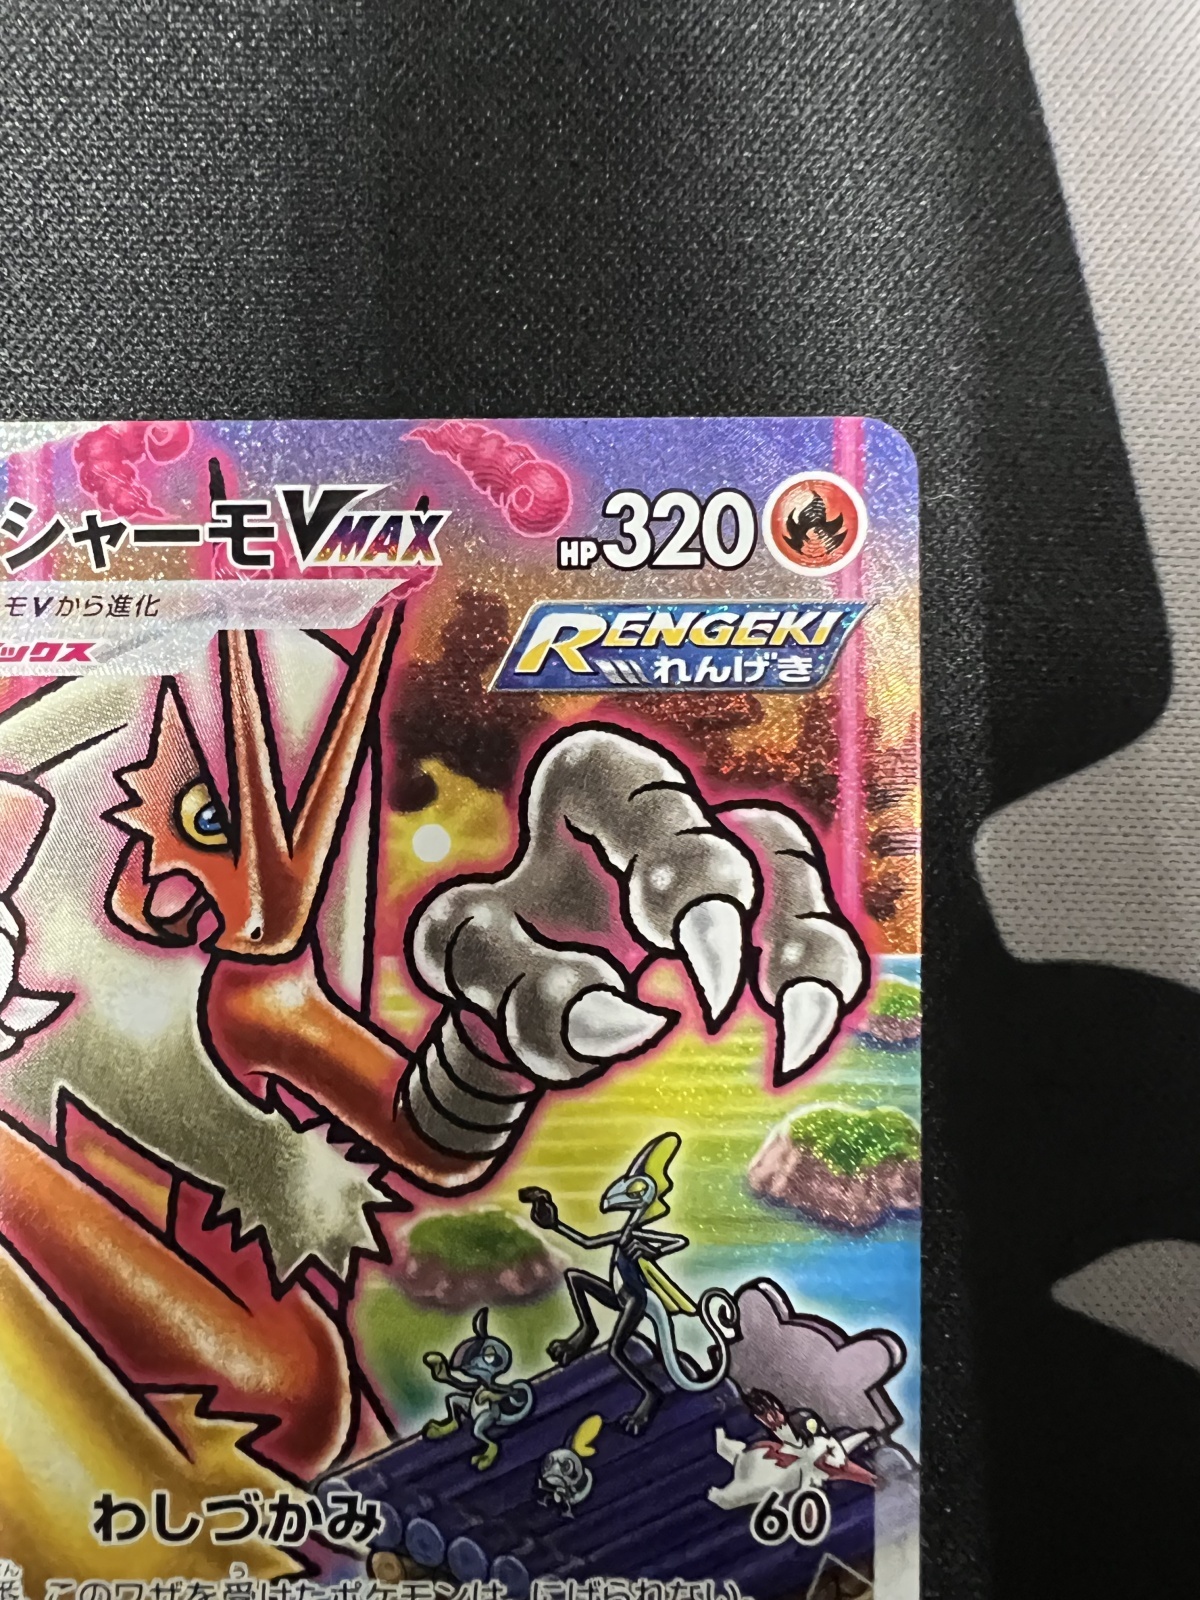 シャーモVMAX HP320
モVから進化
ックス
RENGEKI
れんげき
わしづかみ 60
番、このワザを受けたポケモンは、にげられない。